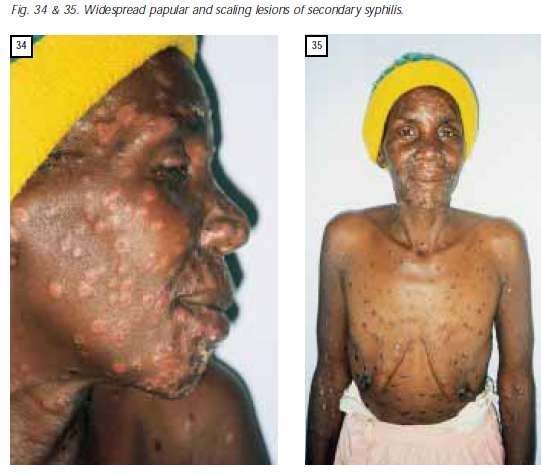 Fig. 34 & 35. Widespread papular and scaling lesions of secondary syphilis.
34
35